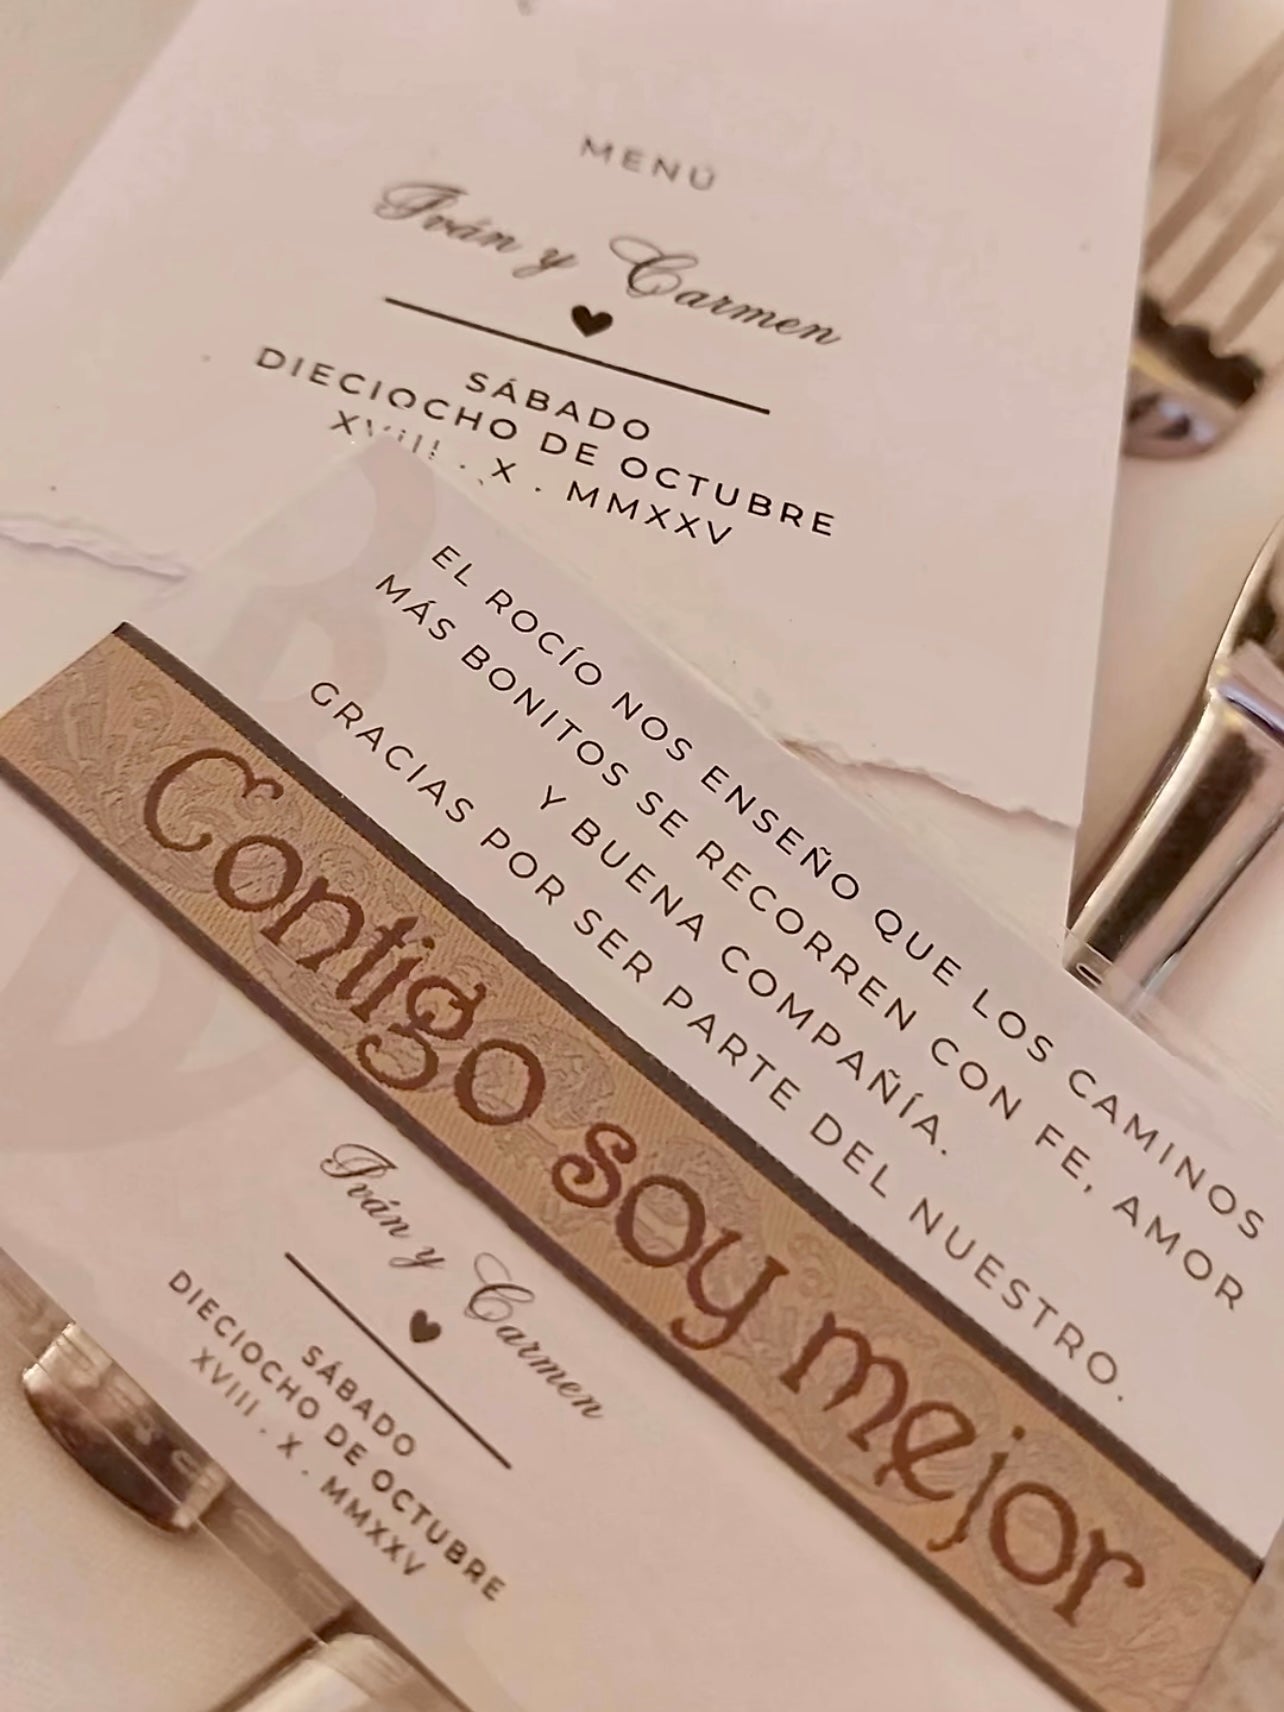 MENÚ
Iván y Carmen
SÁBADO
DIECIOCHO DE OCTUBRE
XVIII · X · MMXXV
EL ROCÍO NOS ENSEÑO QUE LOS CAMINOS
MÁS BONITOS SE RECORREN CON FE, AMOR
Y BUENA COMPAÑÍA.
GRACIAS POR SER PARTE DEL NUESTRO.
Contigo soy mejor
Iván y Carmen
SÁBADO
DIECIOCHO DE OCTUBRE
XVIII · X · MMXXV